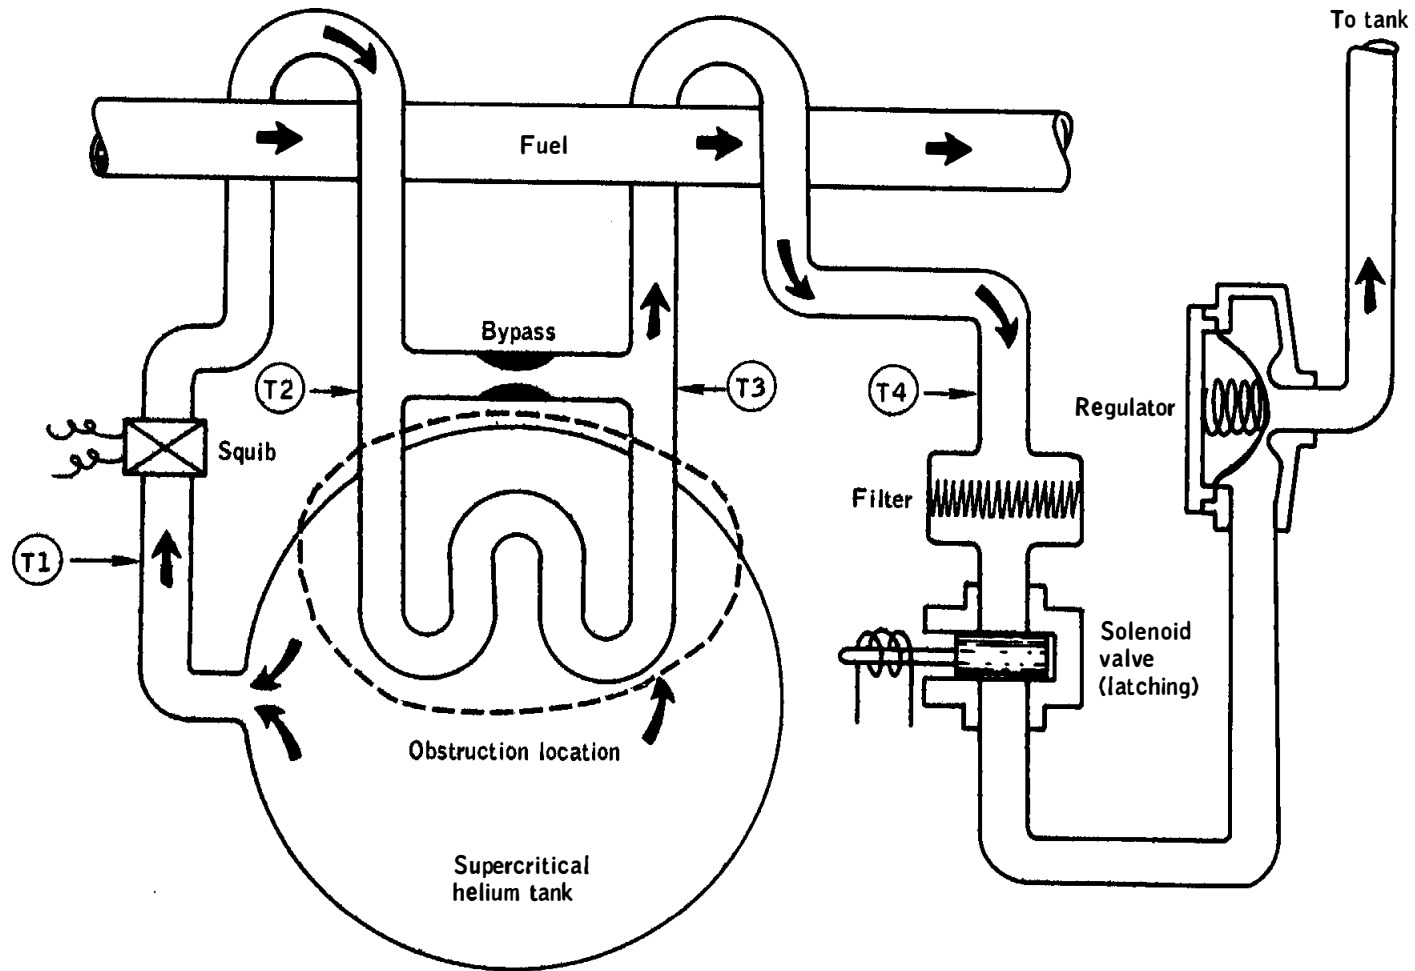 To tank
Fuel
Bypass
T2
T3
T4
Regulator
Squib
Filter
T1
Solenoid
valve
(latching)
Obstruction location
Supercritical
helium tank